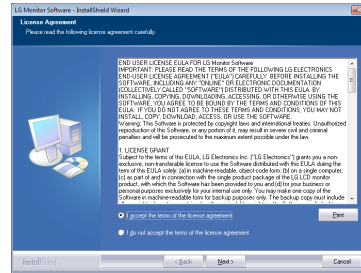 LG Monitor Software - InstallShield Wizard
License Agreement
Please read the following license agreement carefully.
END USER LICENSE EULA FOR LG Monitor Software
IMPORTANT: PLEASE READ THE TERMS OF THE FOLLOWING LG ELECTRONICS
END-USER LICENSE AGREEMENT ("EULA") CAREFULLY BEFORE INSTALLING THE
SOFTWARE, INCLUDING ANY "ONLINE" OR ELECTRONIC DOCUMENTATION
(COLLECTIVELY CALLED "SOFTWARE") DISTRIBUTED WITH THIS EULA. BY
INSTALLING, COPYING, DOWNLOADING, ACCESSING, OR OTHERWISE USING THE
SOFTWARE, YOU AGREE TO BE BOUND BY THE TERMS AND CONDITIONS OF THIS
EULA. IF YOU DO NOT AGREE TO THESE TERMS AND CONDITIONS, YOU MAY NOT
INSTALL, COPY, DOWNLOAD, ACCESS, OR USE THE SOFTWARE.
Warning: This Software is protected by copyright laws and international treaties. Unauthorized
reproduction of this Software, or any portion of it, may result in severe civil and criminal
penalties and will be prosecuted to the maximum extent possible under the law.
1. LICENSE GRANT
Subject to the terms of this EULA, LG Electronics Inc. ("LG Electronics") grants you a non-
exclusive, non-transferable license to use the Software distributed with this EULA during the
term of this EULA solely: (a) in machine-readable, object-code form; (b) on a single computer;
(c) as part of and in connection with the single product package of the LG LCD monitor
product, with which this Software has been provided to you and (d) for your business or
personal purposes exclusively for your internal use only. You may make one copy of the
Software in machine-readable form for backup purposes only. The backup copy must include
I accept the terms of the license agreement
Print
I do not accept the terms of the license agreement
InstallShield
< Back
Next >
Cancel